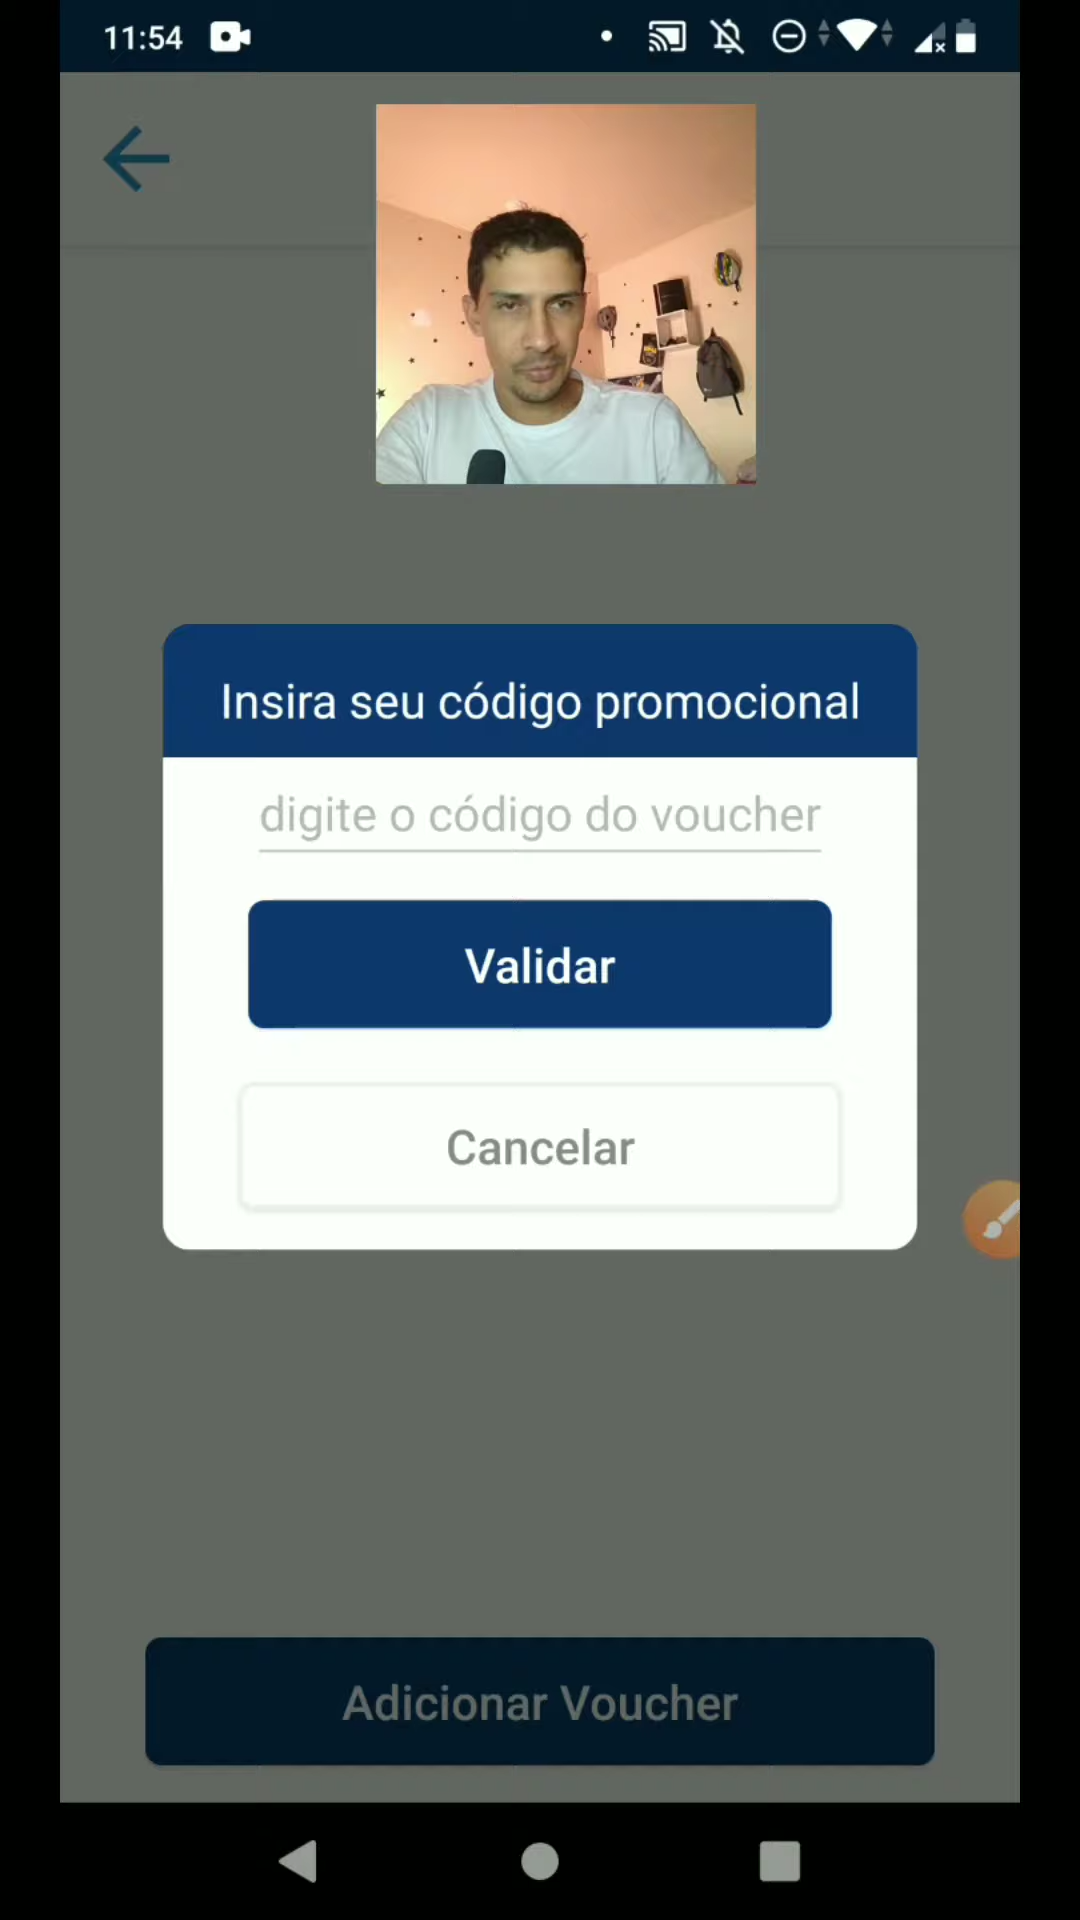 11:54
Insira seu código promocional
digite o código do voucher
Validar
Cancelar
Adicionar Voucher